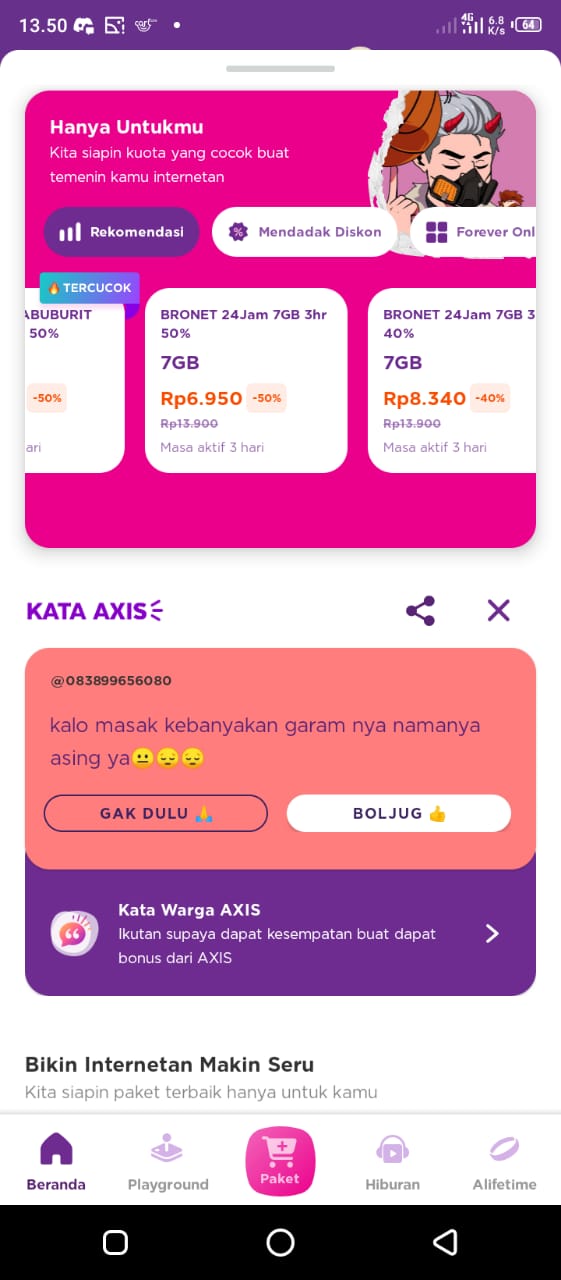 13.50
4G
6.8
K/s
64
Hanya Untukmu
Kita siapin kuota yang cocok buat
temenin kamu internetan
Rekomendasi
Mendadak Diskon
Forever Onl
TERCUCOK
ABUBURIT
50%
-50%
ari
BRONET 24Jam 7GB 3hr
50%
7GB
Rp6.950 -50%
Rp13.900
Masa aktif 3 hari
BRONET 24Jam 7GB 3
40%
7GB
Rp8.340 -40%
Rp13.900
Masa aktif 3 hari
KATA AXIS
@083899656080
kalo masak kebanyakan garam nya namanya
asing ya😐😔😔
GAK DULU 🙏
BOLJUG 👍
Kata Warga AXIS
Ikutan supaya dapat kesempatan buat dapat
bonus dari AXIS
Bikin Internetan Makin Seru
Kita siapin paket terbaik hanya untuk kamu
Beranda
Playground
Paket
Hiburan
Alifetime